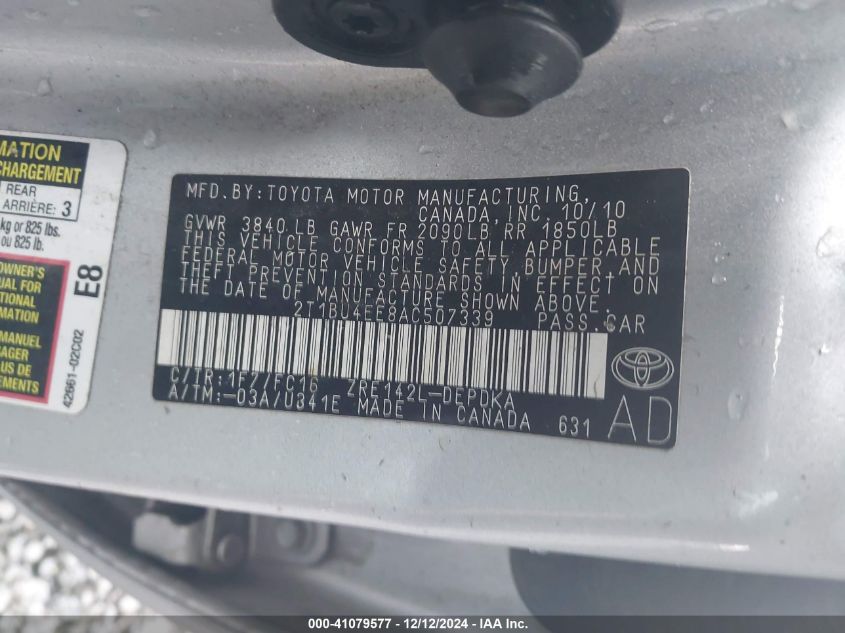 MATION
CHARGEMENT
REAR
ARRIÈRE: 3
kg or 825 lbs.
ou 825 lb.
OWNER'S
UAL FOR
TIONAL
MATION
MANUEL
AGER
LUS DE
EMENTS
E8
42661-02C02
MFD.BY:TOYOTA MOTOR MANUFACTURING,
CANADA, INC. 10/10
GVWR 3840 LB GAWR FR 2090LB RR 1850LB
THIS VEHICLE CONFORMS TO ALL APPLICABLE
FEDERAL MOTOR VEHICLE SAFETY,BUMPER,AND
THEFT PREVENTION STANDARDS IN EFFECT ON
THE DATE OF MANUFACTURE SHOWN ABOVE.
2T1BU4EE8AC507339 PASS.CAR
C/TR:1F7/FC16 ZRE142L-DEPDKA
A/TM:-03A/U341E MADE IN CANADA 631
AD
000-41079577 - 12/12/2024 - IAA Inc.